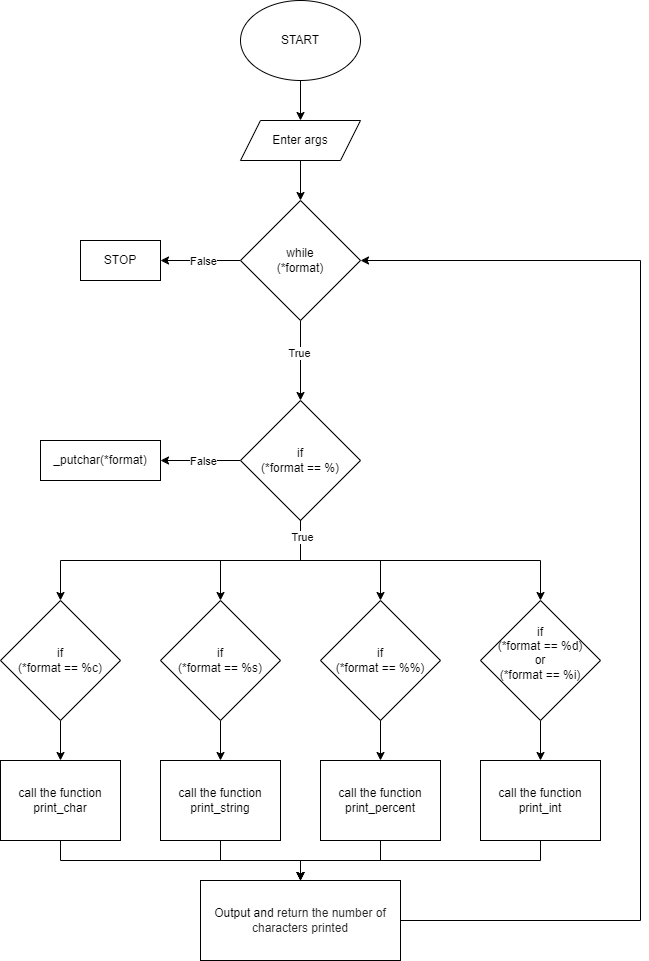 START
Enter args
while
(*format)
STOP
False
True
if
(*format == %)
_putchar(*format)
False
True
if
(*format == %c)
if
(*format == %s)
if
(*format == %%)
if
(*format == %d)
or
(*format == %i)
call the function
print_char
call the function
print_string
call the function
print_percent
call the function
print_int
Output and return the number of
characters printed